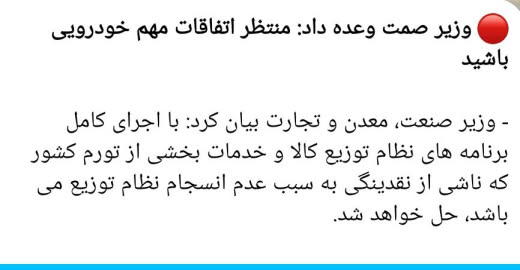 🔴 وزیر صمت وعده داد: منتظر اتفاقات مهم خودرویی
باشید
- وزیر صنعت، معدن و تجارت بیان کرد: با اجرای کامل
برنامه های نظام توزیع کالا و خدمات بخشی از تورم کشور
که ناشی از نقدینگی به سبب عدم انسجام نظام توزیع می
باشد، حل خواهد شد.